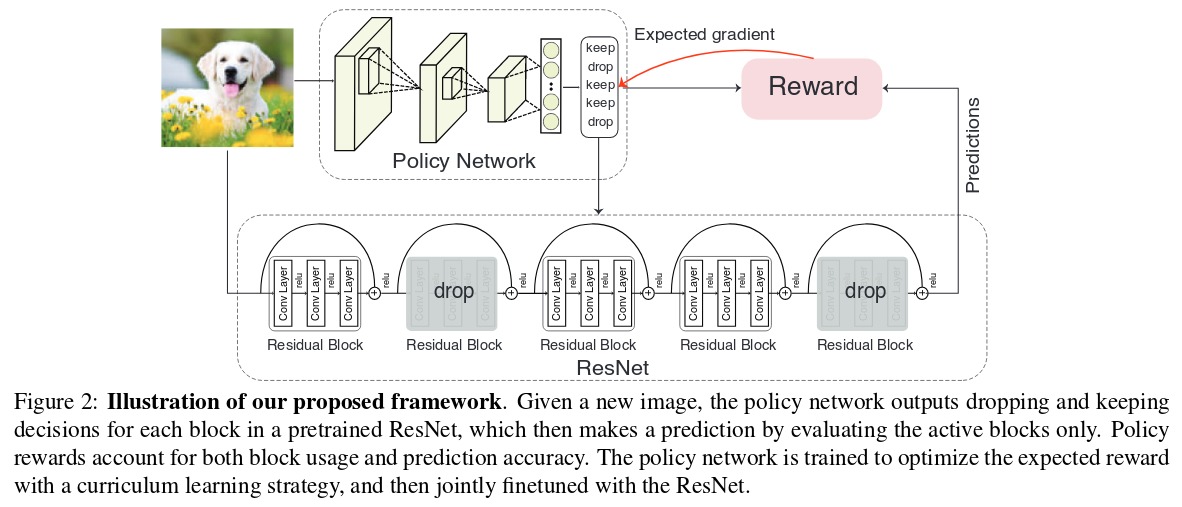 keep
drop
keep
keep
drop
Expected gradient
Reward
Policy Network
Predictions
Conv Layer
relu
Conv Layer
relu
Conv Layer
relu
drop
relu
Conv Layer
relu
Conv Layer
relu
Conv Layer
relu
Conv Layer
relu
Conv Layer
relu
Conv Layer
relu
drop
relu
Residual Block
Residual Block
Residual Block
Residual Block
Residual Block
ResNet
Figure 2: Illustration of our proposed framework. Given a new image, the policy network outputs dropping and keeping
decisions for each block in a pretrained ResNet, which then makes a prediction by evaluating the active blocks only. Policy
rewards account for both block usage and prediction accuracy. The policy network is trained to optimize the expected reward
with a curriculum learning strategy, and then jointly finetuned with the ResNet.